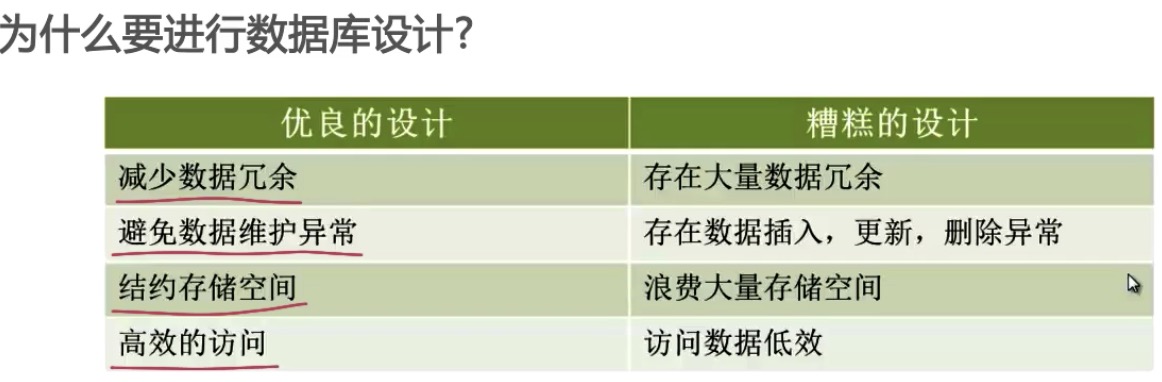 为什么要进行数据库设计?
优良的设计 糟糕的设计
减少数据冗余 存在大量数据冗余
避免数据维护异常 存在数据插入，更新，删除异常
结约存储空间 浪费大量存储空间
高效的访问 访问数据低效